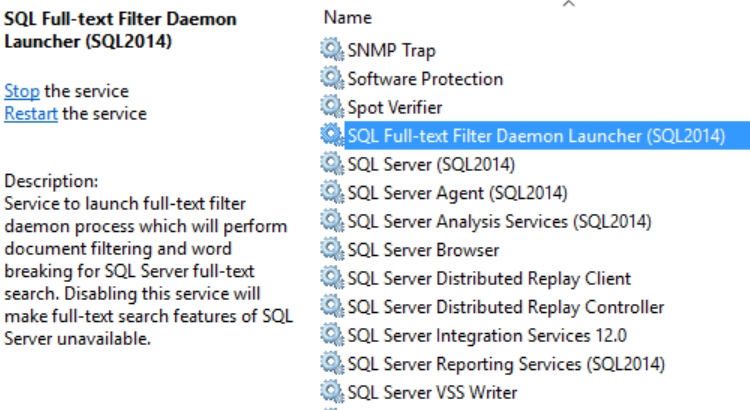 SQL Full-text Filter Daemon
Launcher (SQL2014)
Stop the service
Restart the service
Description:
Service to launch full-text filter
daemon process which will perform
document filtering and word
breaking for SQL Server full-text
search. Disabling this service will
make full-text search features of SQL
Server unavailable.
Name
SNMP Trap
Software Protection
Spot Verifier
SQL Full-text Filter Daemon Launcher (SQL2014)
SQL Server (SQL2014)
SQL Server Agent (SQL2014)
SQL Server Analysis Services (SQL2014)
SQL Server Browser
SQL Server Distributed Replay Client
SQL Server Distributed Replay Controller
SQL Server Integration Services 12.0
SQL Server Reporting Services (SQL2014)
SQL Server VSS Writer